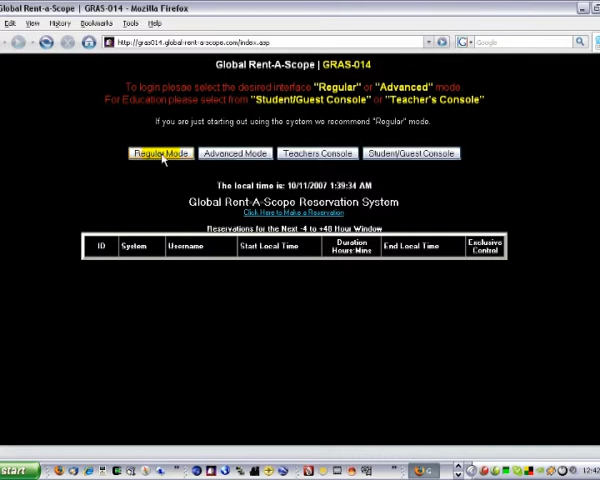 Global Rent-A-Scope | GRAS-014 - Mozilla Firefox
Edit View History Bookmarks Tools Help
http://gras014.global-rent-a-scope.com/index.asp
Google
Global Rent-A-Scope | GRAS-014
To login please select the desired interface "Regular" or "Advanced" mode.
For Education please select from "Student/Guest Console" or "Teacher's Console"
If you are just starting out using the system we recommend "Regular" mode.
Regular Mode Advanced Mode Teachers Console Student/Guest Console
The local time is: 10/11/2007 1:39:34 AM
Global Rent-A-Scope Reservation System
Click Here to Make a Reservation
Reservations for the Next -4 to +48 Hour Window
ID System Username Start Local Time Duration Hours:Mins End Local Time Exclusive Control
start G 12:42